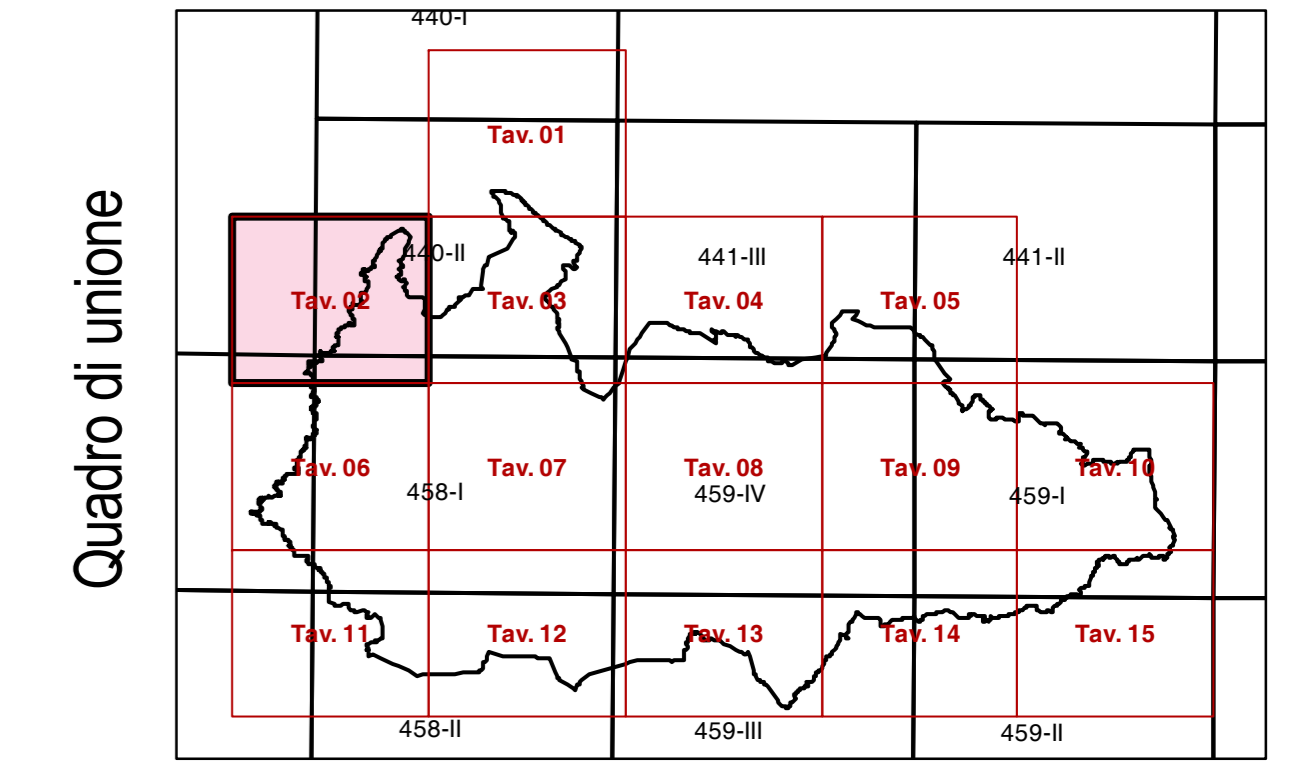 Quadro di unione
440-I
Tav. 01
440-II
441-III
441-II
Tav. 02
Tav. 03
Tav. 04
Tav. 05
Tav. 06
Tav. 07
Tav. 08
Tav. 09
Tav. 10
458-I
459-IV
459-I
Tav. 11
Tav. 12
Tav. 13
Tav. 14
Tav. 15
458-II
459-III
459-II